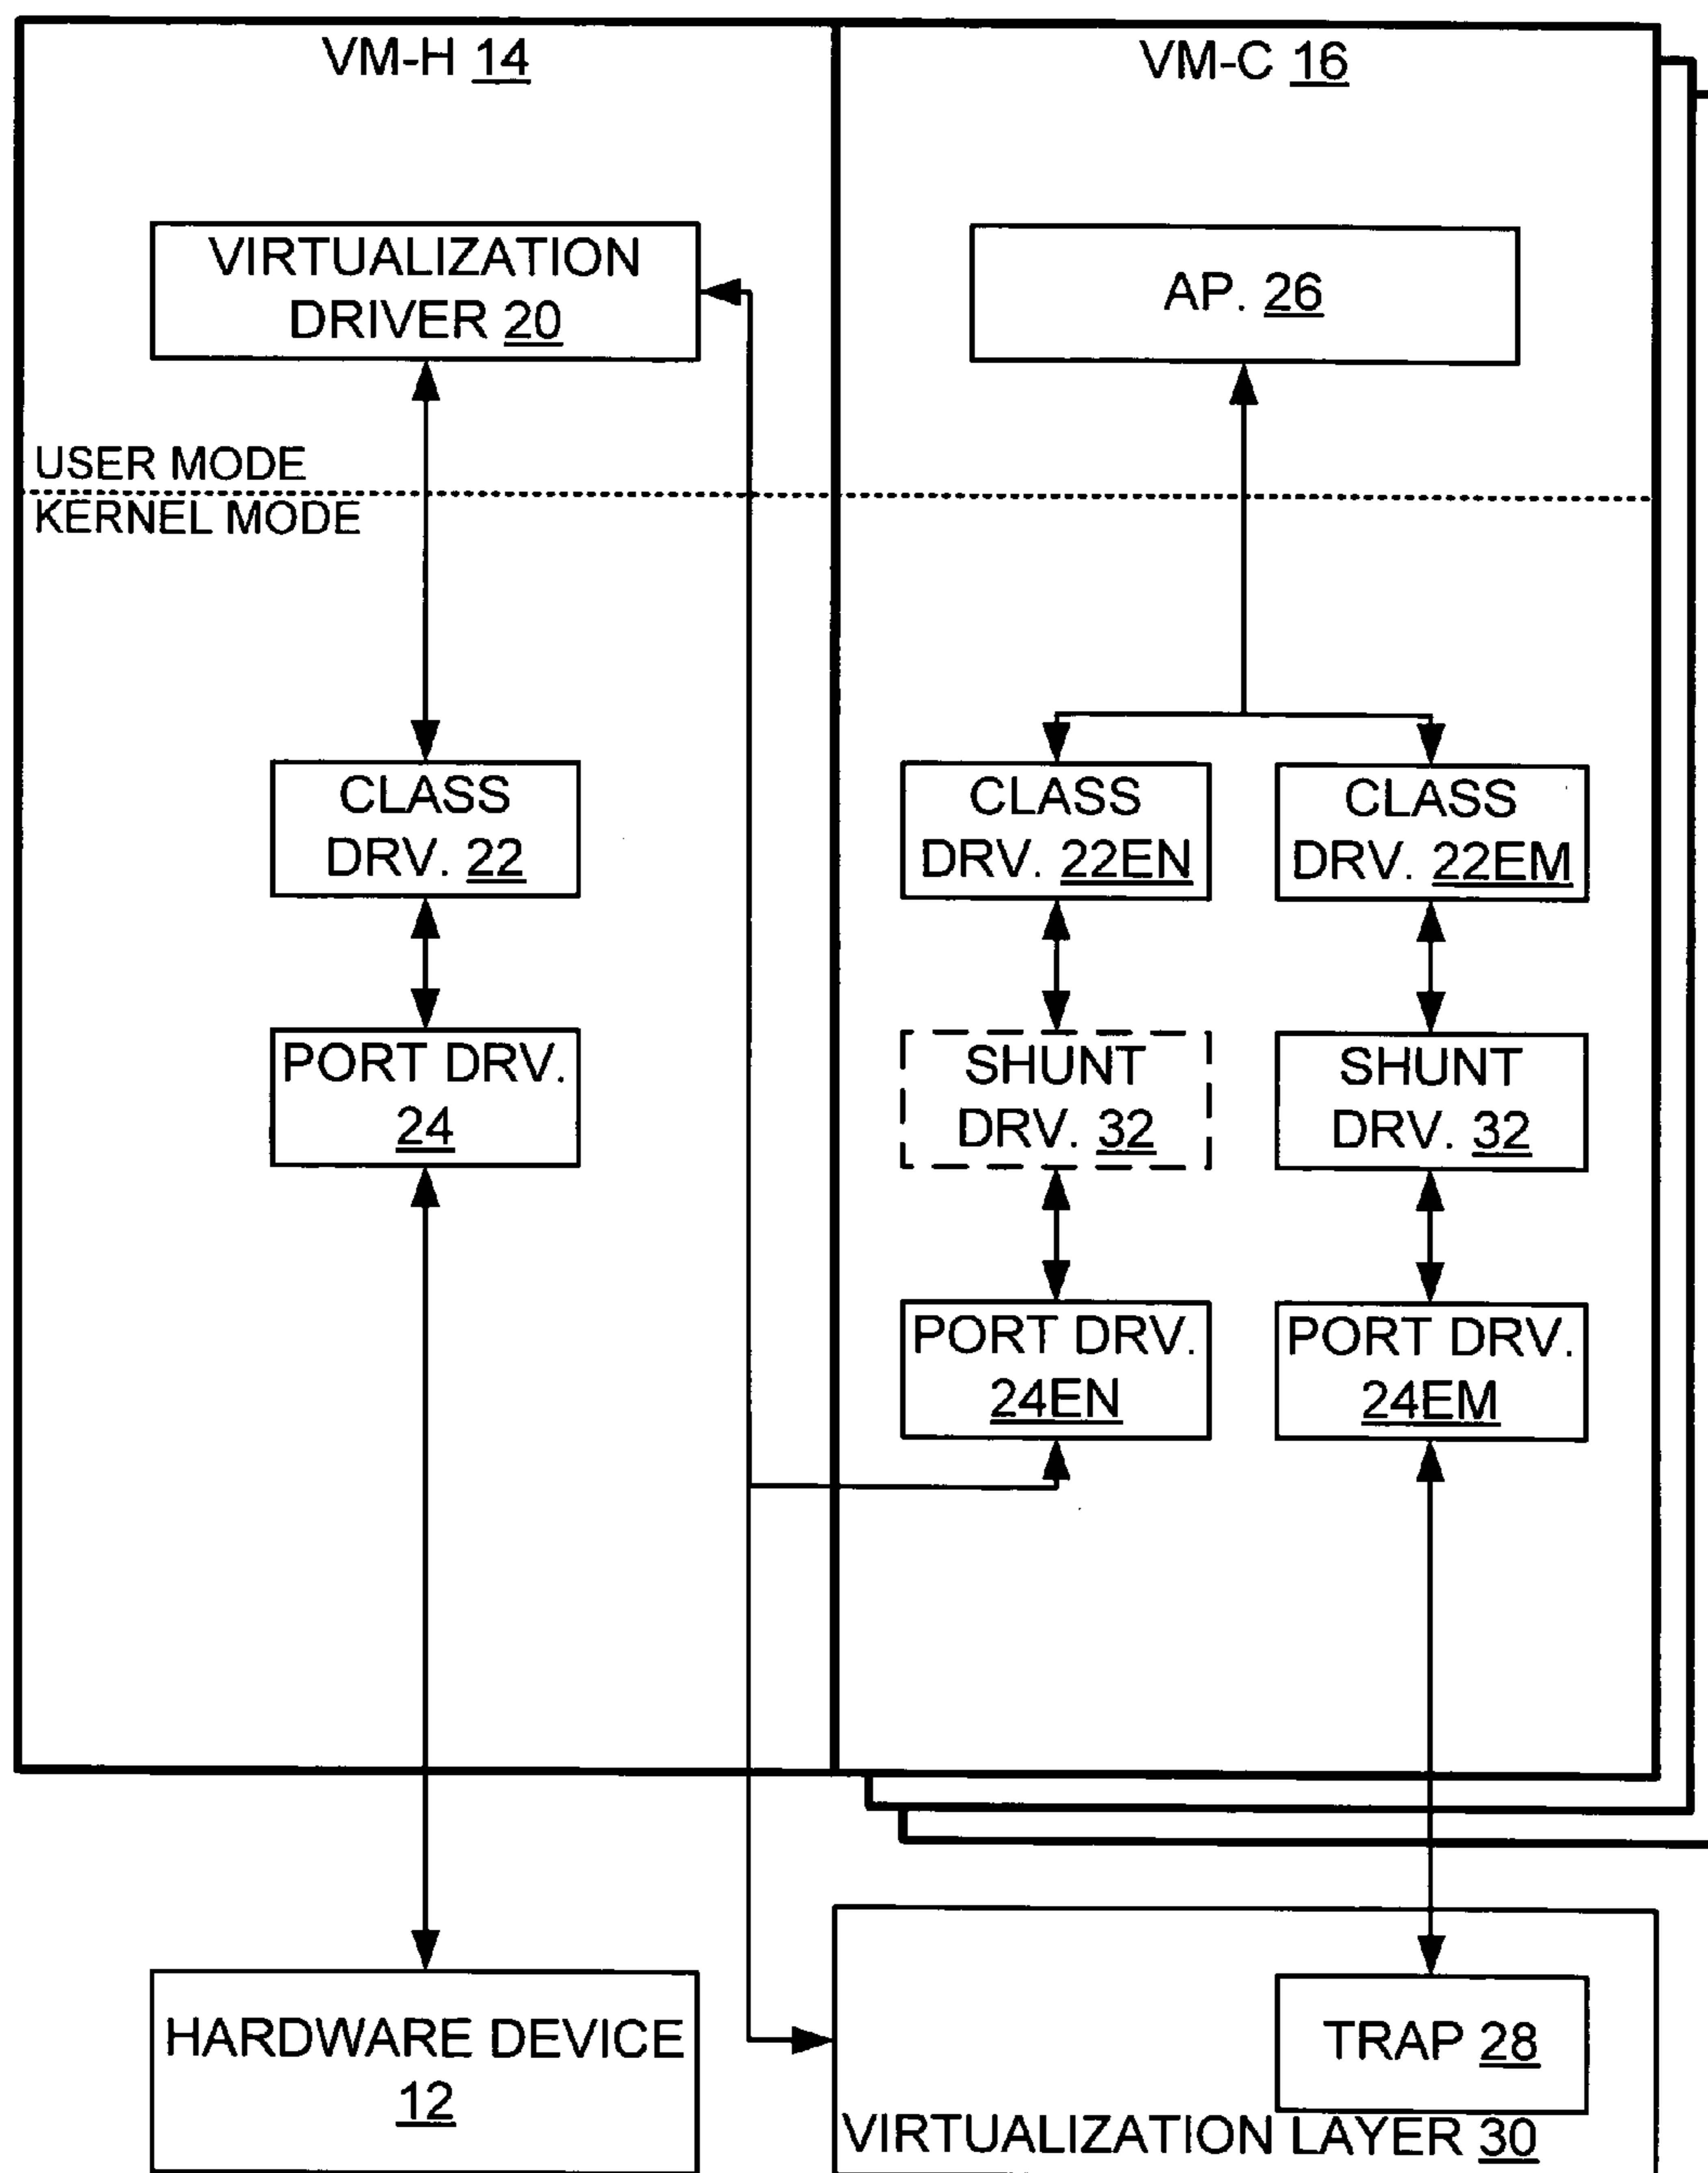 VM-H 14
VM-C 16
VIRTUALIZATION
DRIVER 20
AP. 26
USER MODE
KERNEL MODE
CLASS
DRV. 22
CLASS
DRV. 22EN
CLASS
DRV. 22EM
PORT DRV.
24
SHUNT
DRV. 32
SHUNT
DRV. 32
PORT DRV.
24EN
PORT DRV.
24EM
HARDWARE DEVICE
12
TRAP 28
VIRTUALIZATION LAYER 30